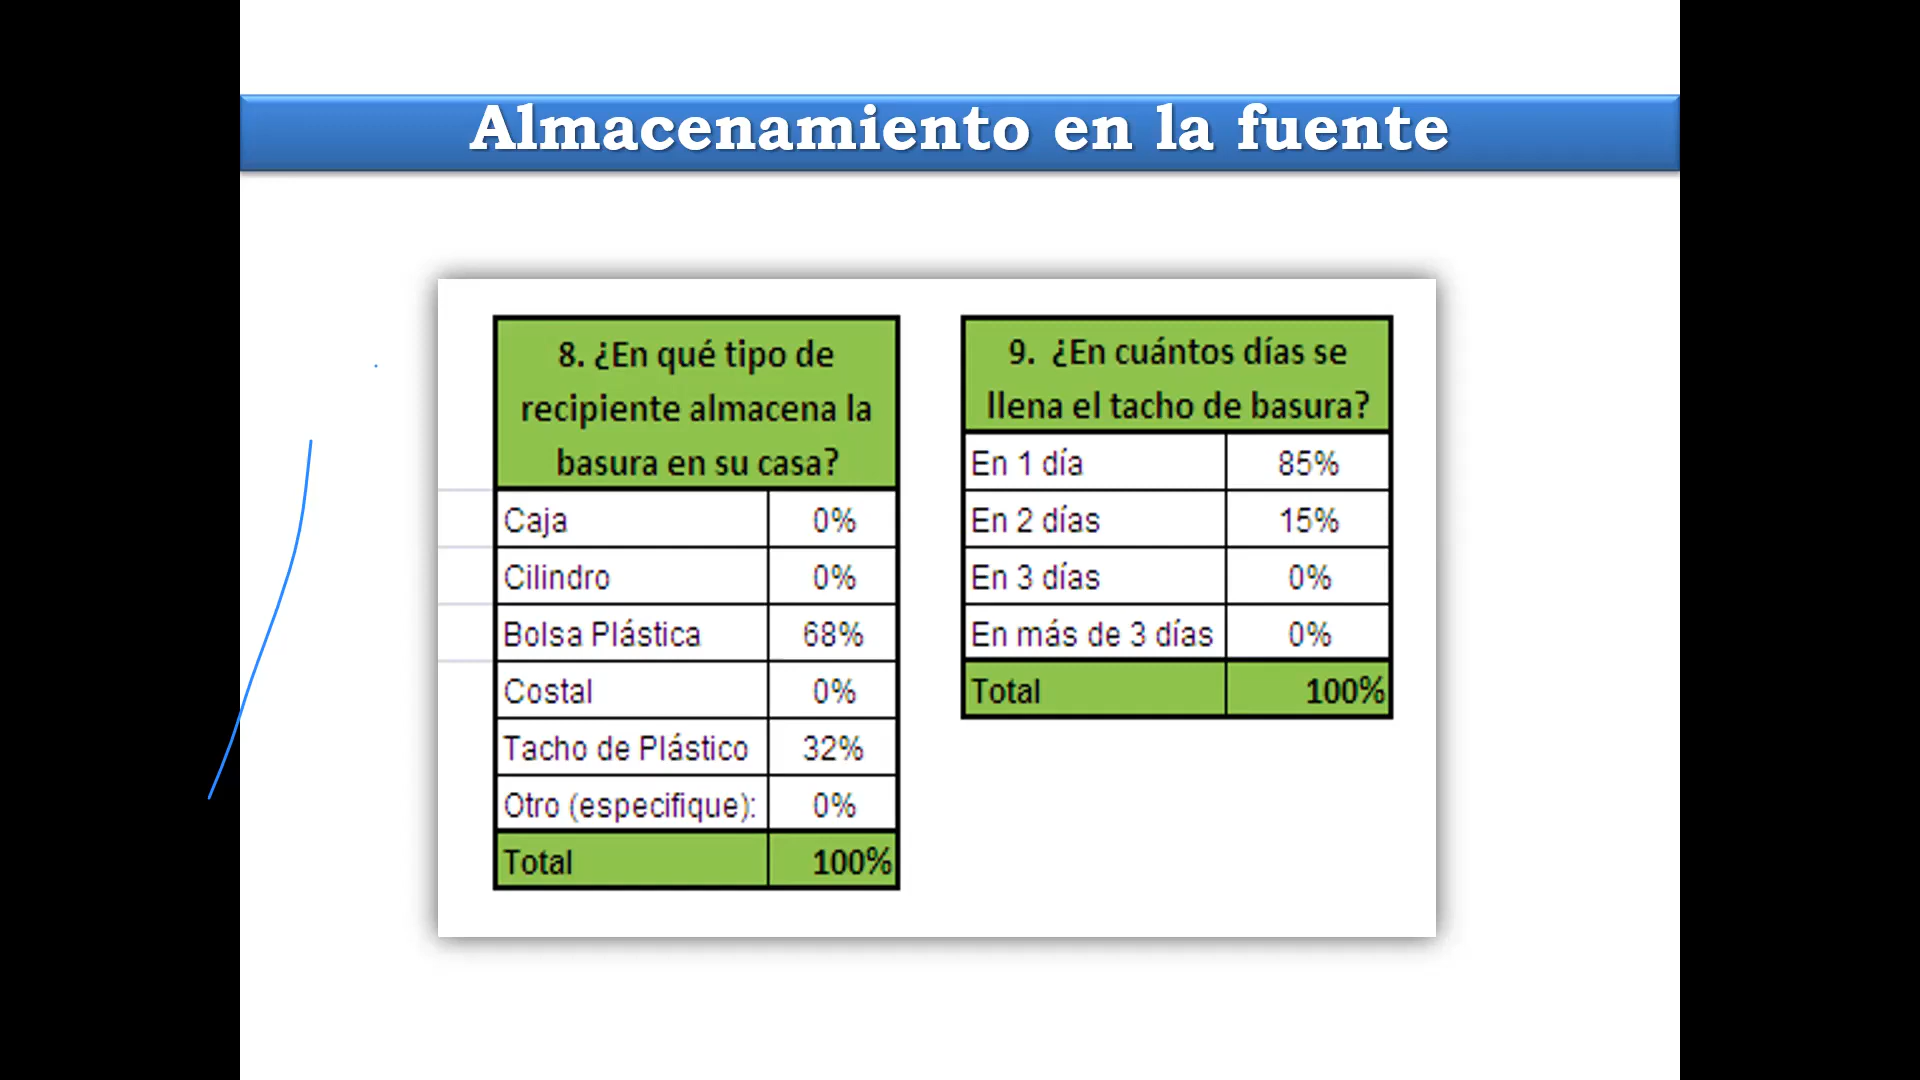 Almacenamiento en la fuente
8. ¿En qué tipo de
recipiente almacena la
basura en su casa?
Caja 0%
Cilindro 0%
Bolsa Plástica 68%
Costal 0%
Tacho de Plástico 32%
Otro (especifique): 0%
Total 100%
9. ¿En cuántos días se
llena el tacho de basura?
En 1 día 85%
En 2 días 15%
En 3 días 0%
En más de 3 días 0%
Total 100%